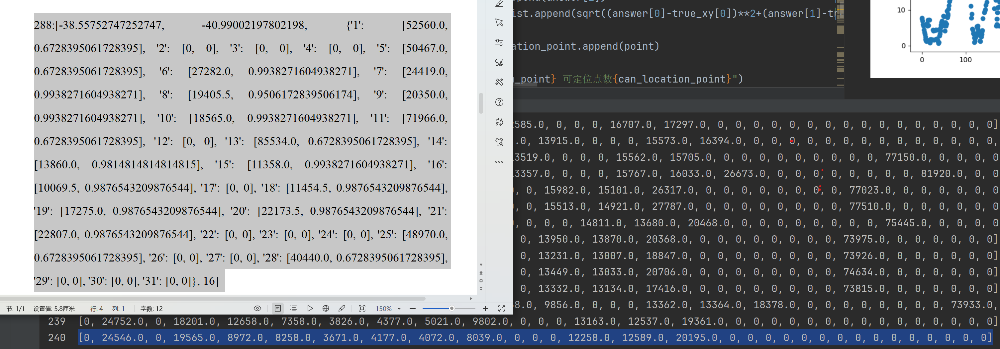 288:[-38.55752747252747, -40.99002197802198, {'1': [52560.0,
0.6728395061728395], '2': [0, 0], '3': [0, 0], '4': [0, 0], '5': [50467.0,
0.6728395061728395], '6': [27282.0, 0.9938271604938271], '7': [24419.0,
0.9938271604938271], '8': [19405.5, 0.9506172839506174], '9': [20350.0,
0.9938271604938271], '10': [18565.0, 0.9938271604938271], '11': [71966.0,
0.6728395061728395], '12': [0, 0], '13': [85534.0, 0.6728395061728395], '14':
[13860.0, 0.9814814814814815], '15': [11358.0, 0.9938271604938271], '16':
[10069.5, 0.9876543209876544], '17': [0, 0], '18': [11454.5, 0.9876543209876544],
'19': [17275.0, 0.9876543209876544], '20': [22173.5, 0.9876543209876544], '21':
[22807.0, 0.9876543209876544], '22': [0, 0], '23': [0, 0], '24': [0, 0], '25': [48970.0,
0.6728395061728395], '26': [0, 0], '27': [0, 0], '28': [40440.0, 0.6728395061728395],
'29': [0, 0], '30': [0, 0], '31': [0, 0]}, 16]
节: 1/1 设置值: 5.8厘米 行: 4 列: 1 字数: 12 150%
ist.append(sqrt((answer[0]-true_xy[0])**2+(answer[1]-tr
ation_point.append(point)
_point} 可定位点数{can_location_point}")
10
0
0 100
585.0, 0, 0, 0, 16707.0, 17297.0, 0, 0, 0, 0, 0, 0, 0, 0, 0, 0, 0, 0, 0, 0, 0, 0]
.0, 13915.0, 0, 0, 0, 15573.0, 16394.0, 0, 0, 0, 0, 0, 0, 0, 0, 0, 0, 0, 0, 0, 0, 0,
3519.0, 0, 0, 0, 15562.0, 15705.0, 0, 0, 0, 0, 0, 0, 0, 0, 0, 77150.0, 0, 0, 0, 0
3357.0, 0, 0, 0, 15767.0, 16033.0, 26673.0, 0, 0, 0, 0, 0, 0, 0, 0, 81920.0, 0, 0
, 0, 15982.0, 15101.0, 26317.0, 0, 0, 0, 0, 0, 0, 0, 0, 77023.0, 0, 0, 0, 0, 0, 0
, 0, 15513.0, 14921.0, 27787.0, 0, 0, 0, 0, 0, 0, 0, 0, 77510.0, 0, 0, 0, 0, 0, 0
, 0, 0, 0, 14811.0, 13680.0, 20468.0, 0, 0, 0, 0, 0, 0, 0, 0, 75445.0, 0, 0, 0, 0
0, 13950.0, 13870.0, 20368.0, 0, 0, 0, 0, 0, 0, 0, 0, 73975.0, 0, 0, 0, 0, 0, 0]
0, 13231.0, 13007.0, 18847.0, 0, 0, 0, 0, 0, 0, 0, 0, 73926.0, 0, 0, 0, 0, 0, 0]
0, 13449.0, 13033.0, 20706.0, 0, 0, 0, 0, 0, 0, 0, 0, 74634.0, 0, 0, 0, 0, 0, 0]
0, 13332.0, 13134.0, 17416.0, 0, 0, 0, 0, 0, 0, 0, 0, 73815.0, 0, 0, 0, 0, 0, 0]
8.0, 9856.0, 0, 0, 0, 13362.0, 13364.0, 18378.0, 0, 0, 0, 0, 0, 0, 0, 0, 73933.0,
239 [0, 24752.0, 0, 18201.0, 12658.0, 7358.0, 3826.0, 4377.0, 5021.0, 9802.0, 0, 0, 0, 13163.0, 12537.0, 19361.0, 0, 0, 0, 0, 0, 0, 0, 0, 0, 0, 0, 0, 0, 0, 0]
240 [0, 24546.0, 0, 19565.0, 8972.0, 8258.0, 3671.0, 4177.0, 4072.0, 8039.0, 0, 0, 0, 12258.0, 12589.0, 20195.0, 0, 0, 0, 0, 0, 0, 0, 0, 0, 0, 0, 0, 0, 0, 0]